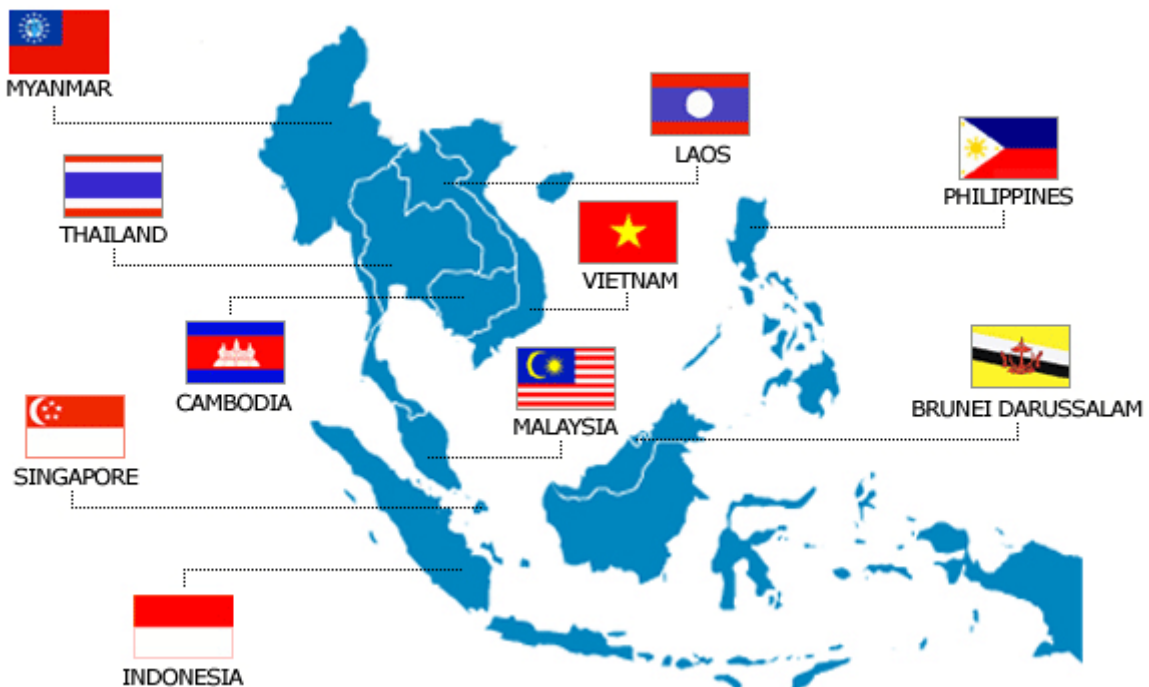 MYANMAR
LAOS
THAILAND
PHILIPPINES
VIETNAM
CAMBODIA
MALAYSIA
BRUNEI DARUSSALAM
SINGAPORE
INDONESIA